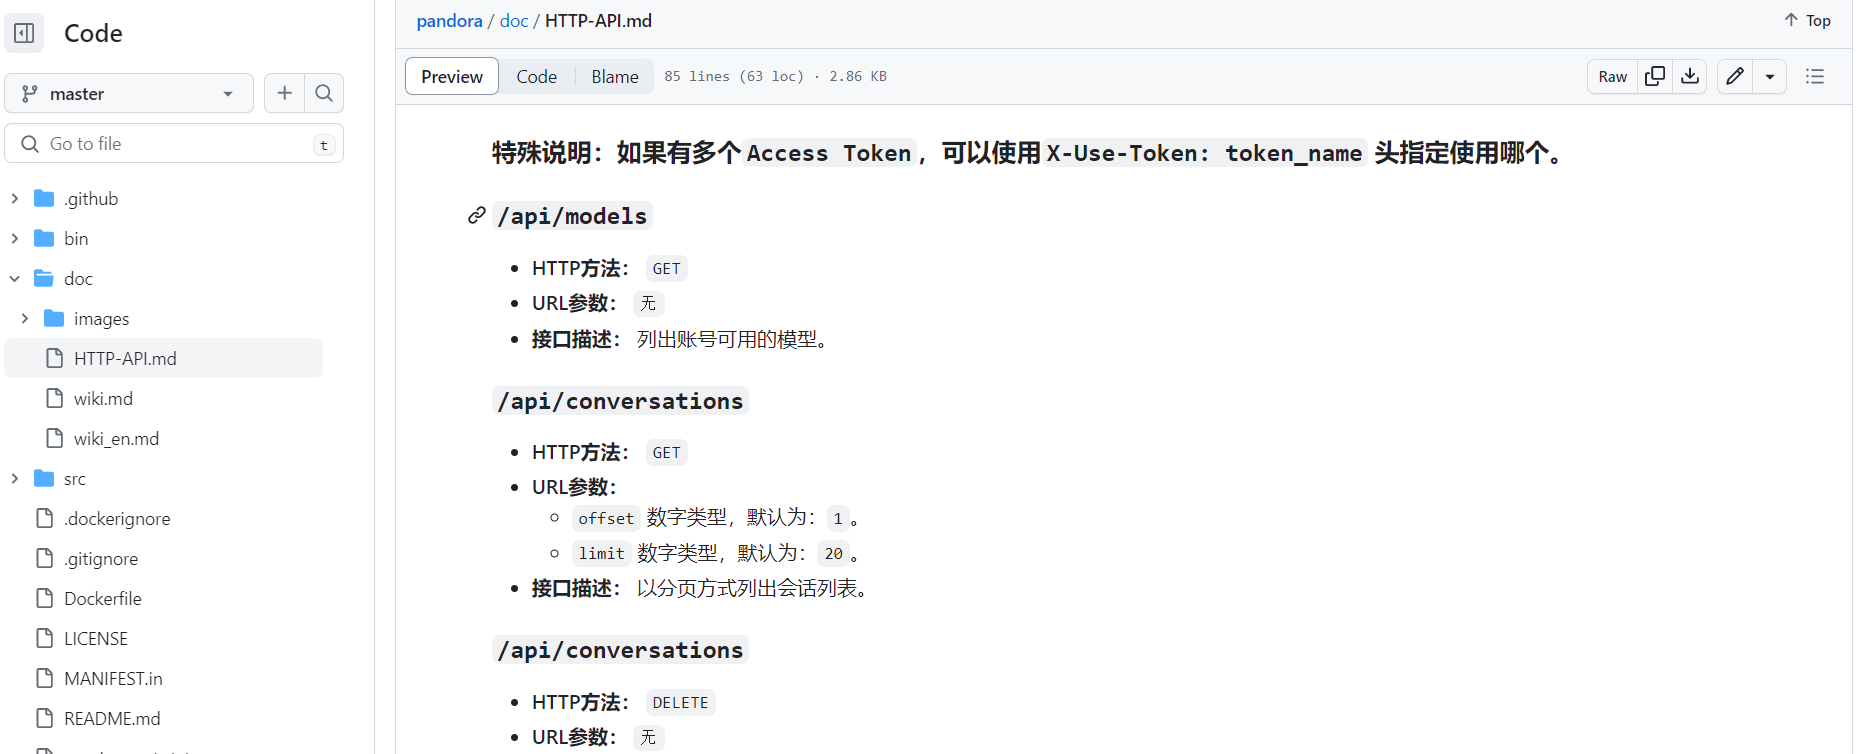 Code
master
Go to file
t
.github
bin
doc
images
HTTP-API.md
wiki.md
wiki_en.md
src
.dockerignore
.gitignore
Dockerfile
LICENSE
MANIFEST.in
README.md
pandora / doc / HTTP-API.md
Top
Preview Code Blame 85 lines (63 loc) · 2.86 KB
Raw
特殊说明：如果有多个Access Token，可以使用X-Use-Token: token_name 头指定使用哪个。
/api/models
HTTP方法： GET
URL参数： 无
接口描述： 列出账号可用的模型。
/api/conversations
HTTP方法： GET
URL参数：
offset 数字类型，默认为：1。
limit 数字类型，默认为：20。
接口描述： 以分页方式列出会话列表。
/api/conversations
HTTP方法： DELETE
URL参数： 无